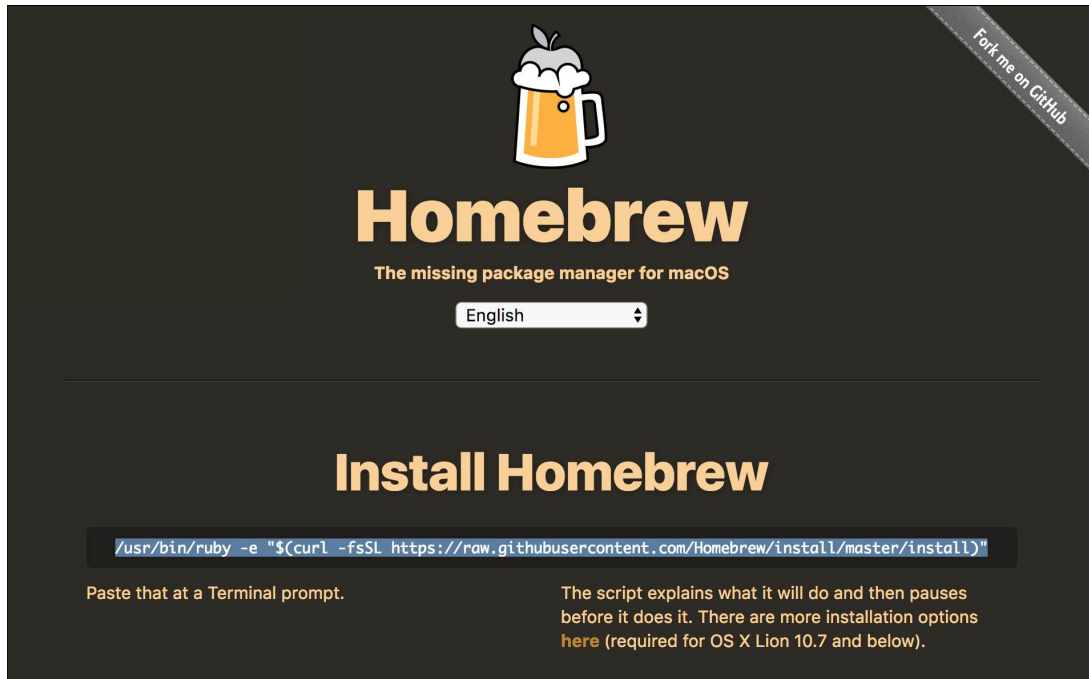 Fork me on GitHub
Homebrew
The missing package manager for macOS
English
Install Homebrew
/usr/bin/ruby -e "$(curl -fsSL https://raw.githubusercontent.com/Homebrew/install/master/install)"
Paste that at a Terminal prompt.
The script explains what it will do and then pauses
before it does it. There are more installation options
here (required for OS X Lion 10.7 and below).